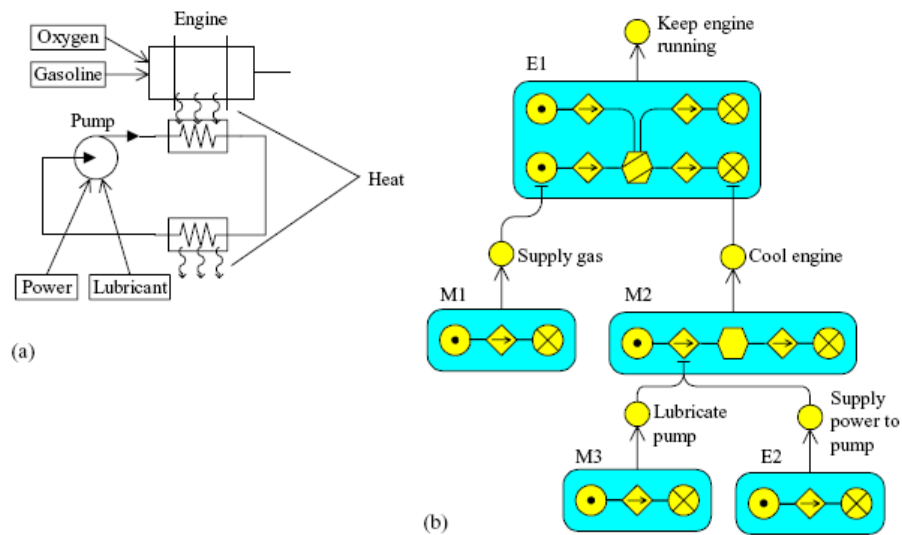 Engine
Oxygen
Gasoline
Pump
Heat
Power
Lubricant
(a)
Keep engine
running
E1
Supply gas
Cool engine
M1
M2
Lubricate
pump
Supply
power to
pump
M3
E2
(b)